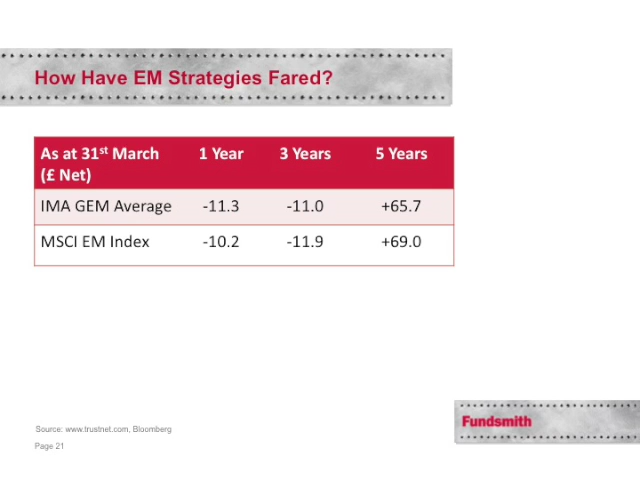 How Have EM Strategies Fared?
As at 31st March 1 Year 3 Years 5 Years
(£ Net)
IMA GEM Average -11.3 -11.0 +65.7
MSCI EM Index -10.2 -11.9 +69.0
Fundsmith
Source: www.trustnet.com, Bloomberg
Page 21